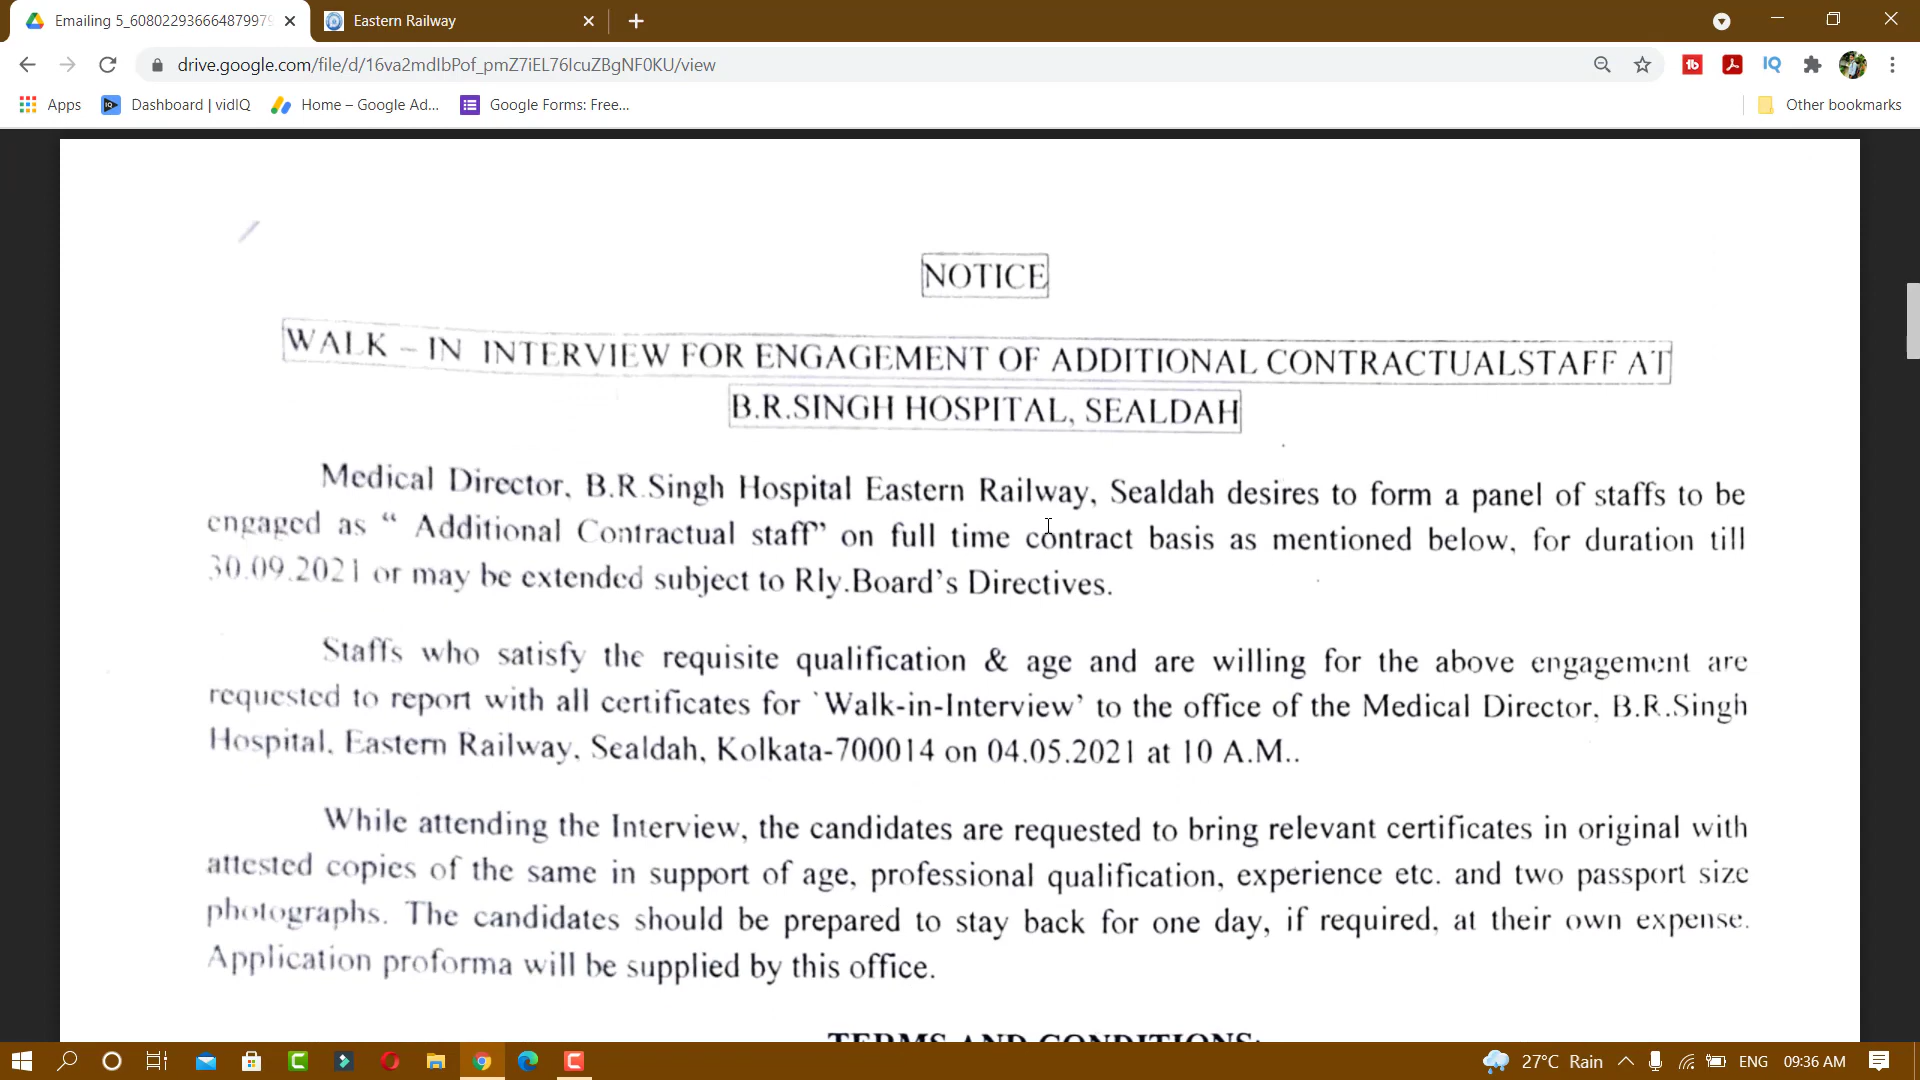 Emailing 5_60802293666487997
Eastern Railway
drive.google.com/file/d/16va2mdIbPof_pmZ7iEL76IcuZBgNF0KU/view
Apps
Dashboard | vidIQ
Home – Google Ad...
Google Forms: Free...
Other bookmarks
NOTICE
WALK – IN INTERVIEW FOR ENGAGEMENT OF ADDITIONAL CONTRACTUALSTAFF AT
B.R.SINGH HOSPITAL, SEALDAH
Medical Director, B.R.Singh Hospital Eastern Railway, Sealdah desires to form a panel of staffs to be
engaged as “ Additional Contractual staff” on full time contract basis as mentioned below, for duration till
30.09.2021 or may be extended subject to Rly.Board’s Directives.
Staffs who satisfy the requisite qualification & age and are willing for the above engagement are
requested to report with all certificates for `Walk-in-Interview’ to the office of the Medical Director, B.R.Singh
Hospital, Eastern Railway, Sealdah, Kolkata-700014 on 04.05.2021 at 10 A.M..
While attending the Interview, the candidates are requested to bring relevant certificates in original with
attested copies of the same in support of age, professional qualification, experience etc. and two passport size
photographs. The candidates should be prepared to stay back for one day, if required, at their own expense.
Application proforma will be supplied by this office.
TERMS AND CONDITIONS:
27°C Rain
ENG
09:36 AM